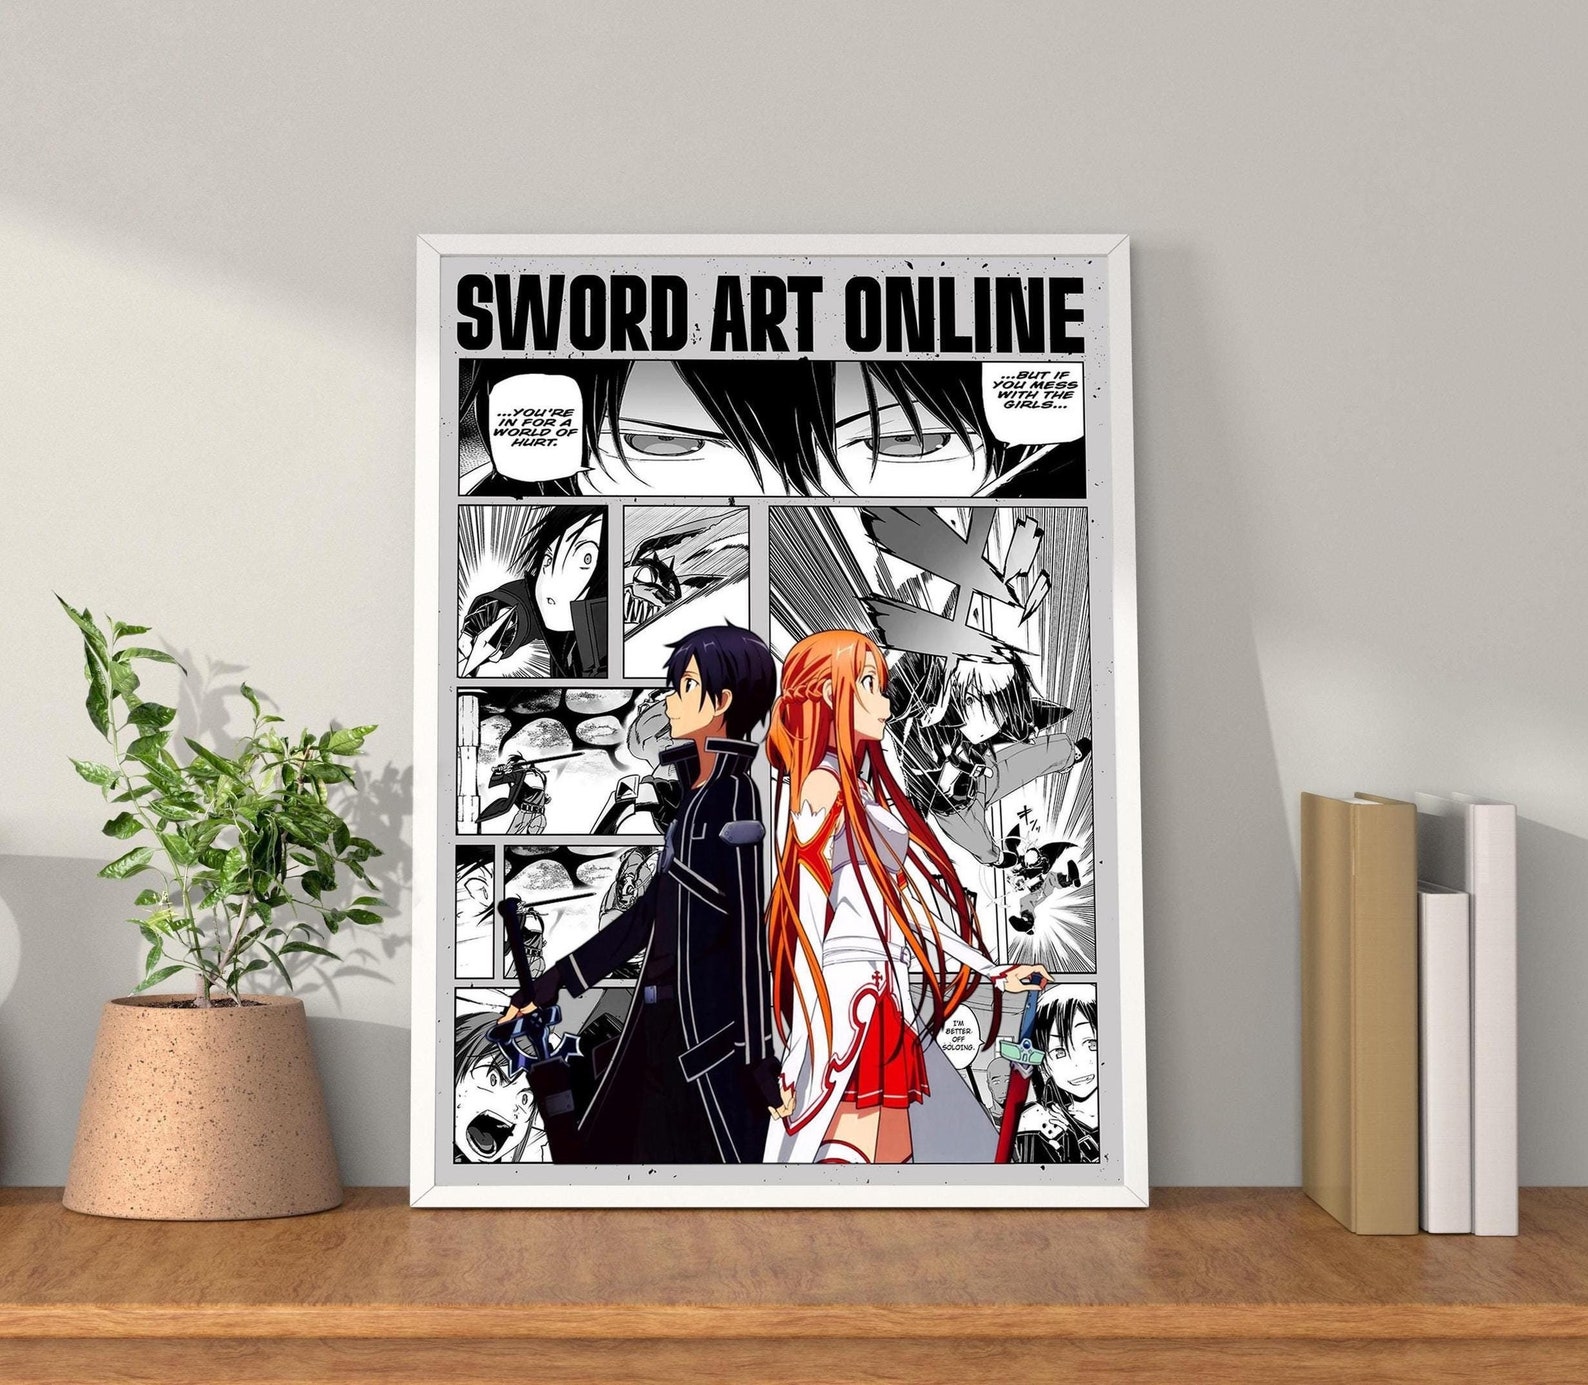 SWORD ART ONLINE
...BUT IF
YOU MESS
WITH THE
GIRLS...
...YOU'RE
IN FOR A
WORLD OF
HURT.
I'M
BETTER
OFF
SOLOING.